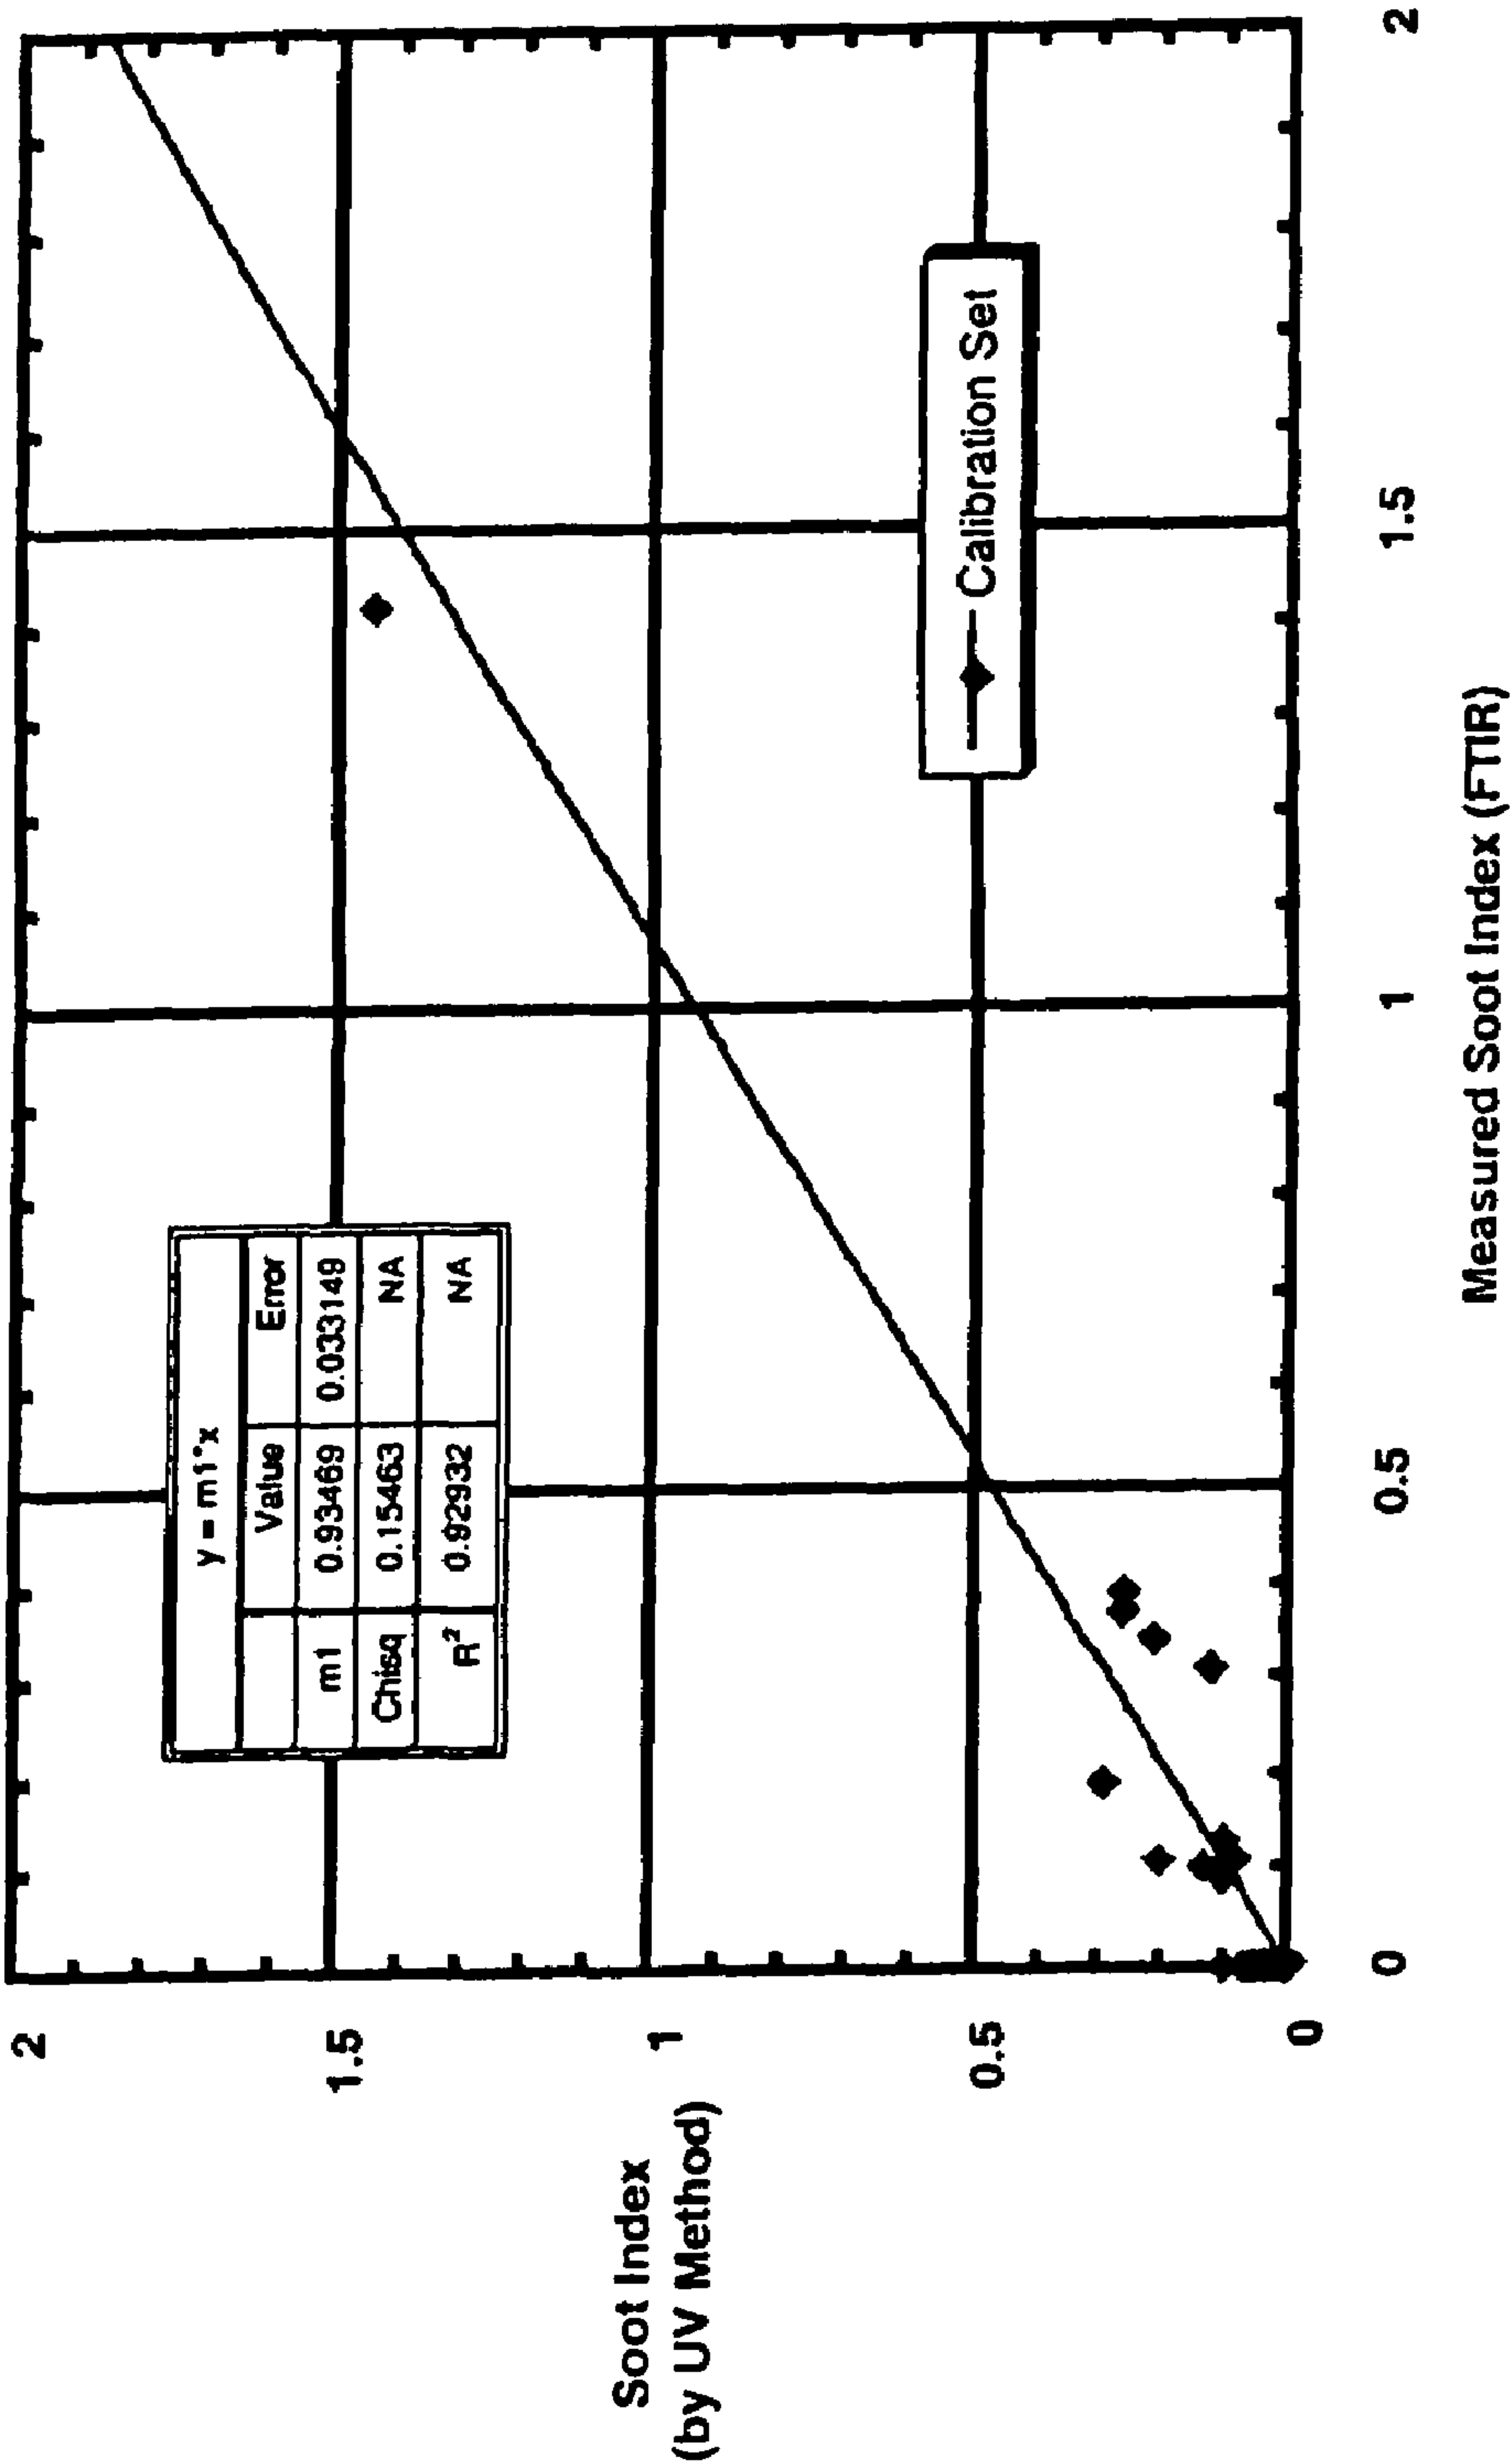 2
1.5
1
0.5
0
Soot Index
(by UV Method)
y = m1*x
Value Error
m1 0.93469 0.033149
Chisq 0.15463 NA
R² 0.92932 NA
Calibration Set
0 0.5 1 1.5 2
Measured Soot Index (FTIR)